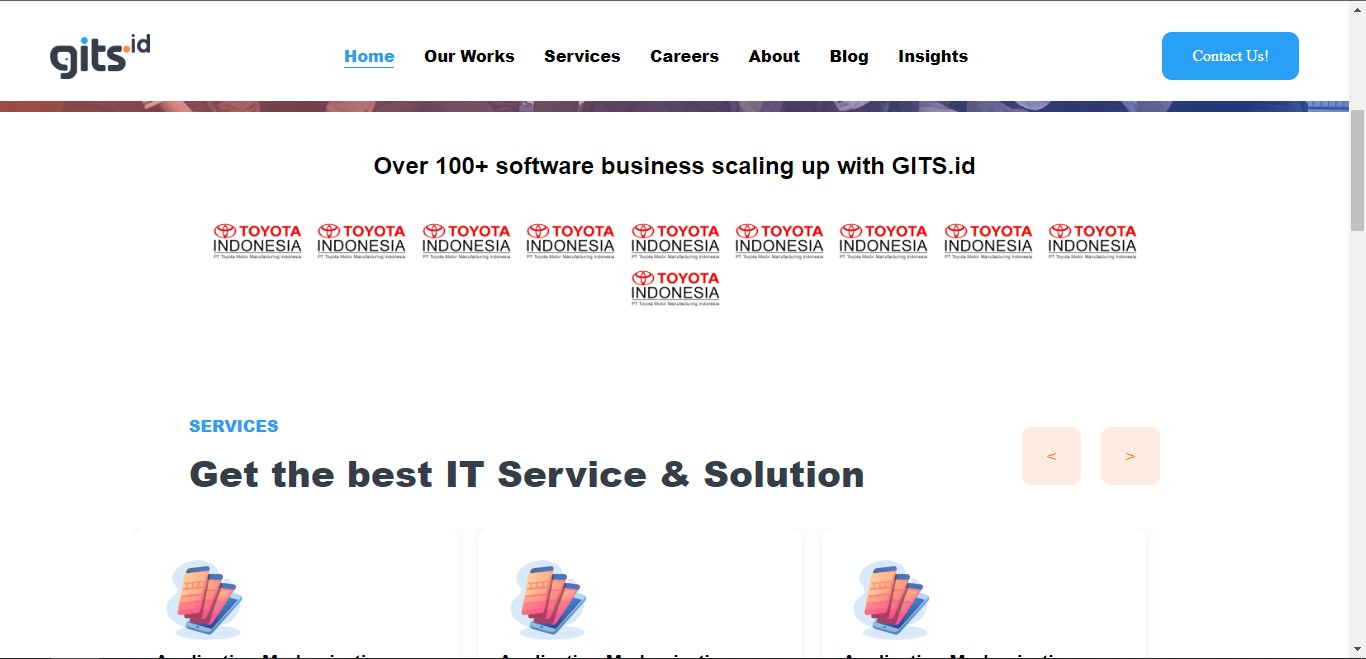 gits.id
Home Our Works Services Careers About Blog Insights
Contact Us!
Over 100+ software business scaling up with GITS.id
TOYOTA TOYOTA TOYOTA TOYOTA TOYOTA TOYOTA TOYOTA TOYOTA TOYOTA
INDONESIA INDONESIA INDONESIA INDONESIA INDONESIA INDONESIA INDONESIA INDONESIA INDONESIA
PT Toyota Motor Manufacturing Indonesia PT Toyota Motor Manufacturing Indonesia PT Toyota Motor Manufacturing Indonesia PT Toyota Motor Manufacturing Indonesia PT Toyota Motor Manufacturing Indonesia PT Toyota Motor Manufacturing Indonesia PT Toyota Motor Manufacturing Indonesia PT Toyota Motor Manufacturing Indonesia PT Toyota Motor Manufacturing Indonesia
TOYOTA
INDONESIA
PT Toyota Motor Manufacturing Indonesia
SERVICES
Get the best IT Service & Solution
< >